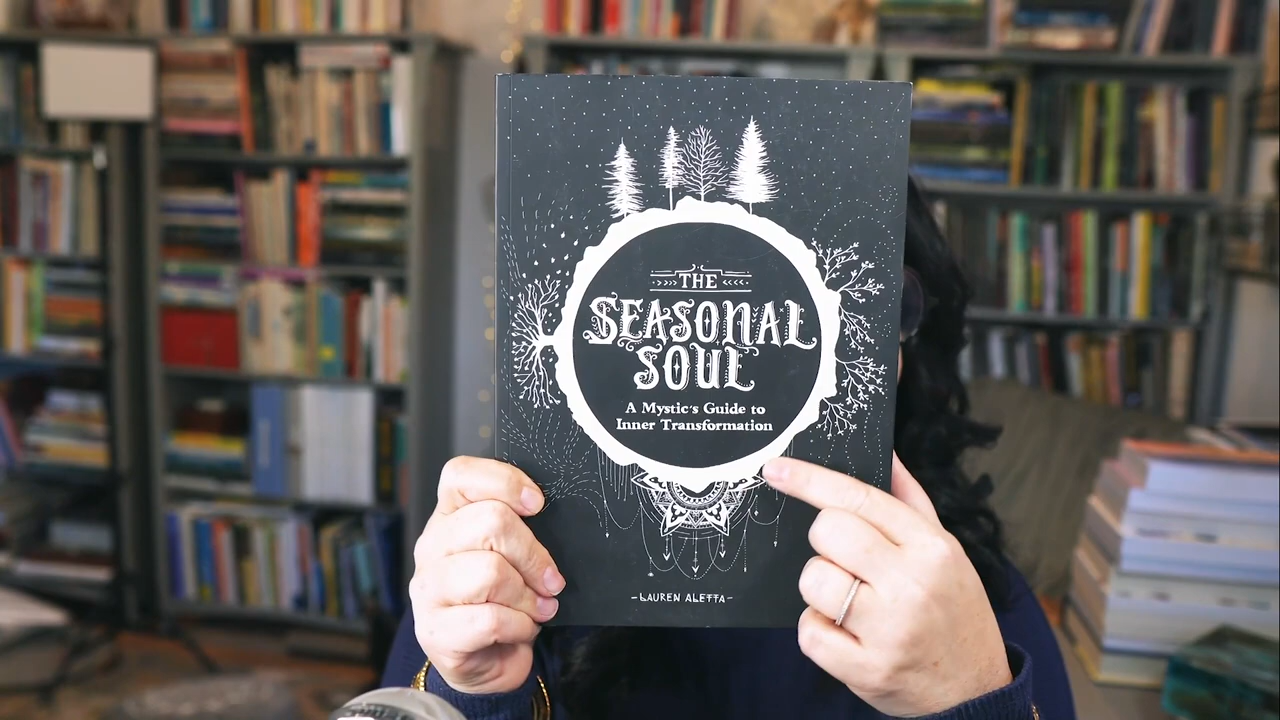 THE
SEASONAL
SOUL
A Mystic's Guide to
Inner Transformation
-LAUREN ALETTA-